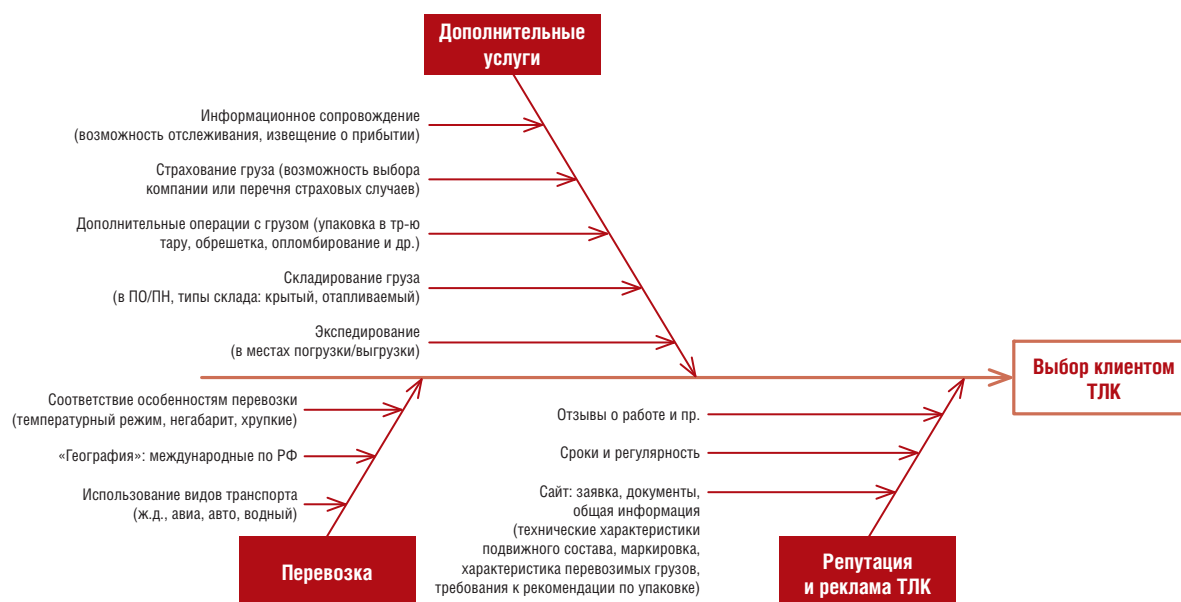 Дополнительные
услуги
Информационное сопровождение
(возможность отслеживания, извещение о прибытии)
Страхование груза (возможность выбора
компании или перечня страховых случаев)
Дополнительные операции с грузом (упаковка в тр-ю
тару, обрешетка, опломбирование и др.)
Складирование груза
(в ПО/ПН, типы склада: крытый, отапливаемый)
Экспедирование
(в местах погрузки/выгрузки)
Выбор клиентом
ТЛК
Соответствие особенностям перевозки
(температурный режим, негабарит, хрупкие)
«География»: международные по РФ
Использование видов транспорта
(ж.д., авиа, авто, водный)
Перевозка
Отзывы о работе и пр.
Сроки и регулярность
Сайт: заявка, документы,
общая информация
(технические характеристики
подвижного состава, маркировка,
характеристика перевозимых грузов,
требования к рекомендации по упаковке)
Репутация
и реклама ТЛК